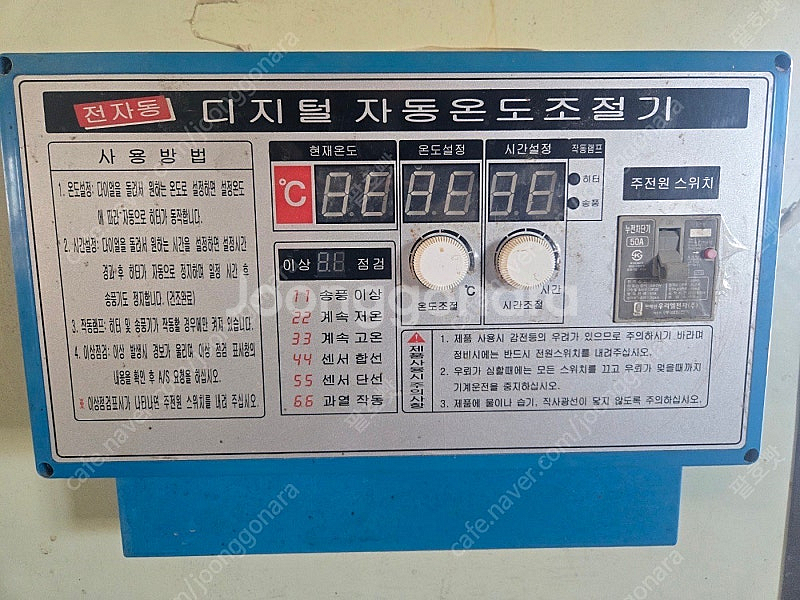 전자동 디지털 자동온도조절기
사용방법
1. 온도설정: 다이얼을 돌려서 원하는 온도로 설정하면 설정온도
에 따라 자동으로 히터가 동작합니다.
2. 시간설정: 다이얼을 돌려서 원하는 시간을 설정하면 설정시간
경과 후 히터가 자동으로 정지하며 일정 시간 후
송풍기도 정지합니다. (건조완료)
3. 작동램프: 히터 및 송풍기가 작동할 경우에만 켜져 있습니다.
4. 이상점검: 이상 발생시 경보가 울리며 이상 점검 표시창의
내용을 확인 후 A/S 요청을 하십시오.
※ 이상점검표시가 나타나면 주전원 스위치를 내려 주십시오.
현재온도
℃
온도설정
℃
온도조절
시간설정
시간
시간조절
작동램프
히터
송풍
이상 점검
11 송풍 이상
22 계속 저온
33 계속 고온
44 센서 합선
55 센서 단선
66 과열 작동
주전원 스위치
누전차단기
50A
제품사용시 주의사항
1. 제품 사용시 감전등의 우려가 있으므로 주의하시기 바라며
정비시에는 반드시 전원스위치를 내려주십시오.
2. 우뢰가 심할때에는 모든 스위치를 끄고 우뢰가 멎을때까지
기계운전을 중지하십시오.
3. 제품에 물이나 습기, 직사광선이 닿지 않도록 주의하십시오.
joonggonara
cafe.naver.com/joonggonara
팔호벳